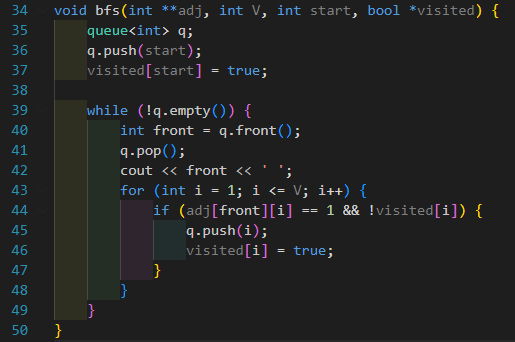 34 void bfs(int **adj, int V, int start, bool *visited) {
35     queue<int> q;
36     q.push(start);
37     visited[start] = true;
38
39     while (!q.empty()) {
40         int front = q.front();
41         q.pop();
42         cout << front << ' ';
43         for (int i = 1; i <= V; i++) {
44             if (adj[front][i] == 1 && !visited[i]) {
45                 q.push(i);
46                 visited[i] = true;
47             }
48         }
49     }
50 }